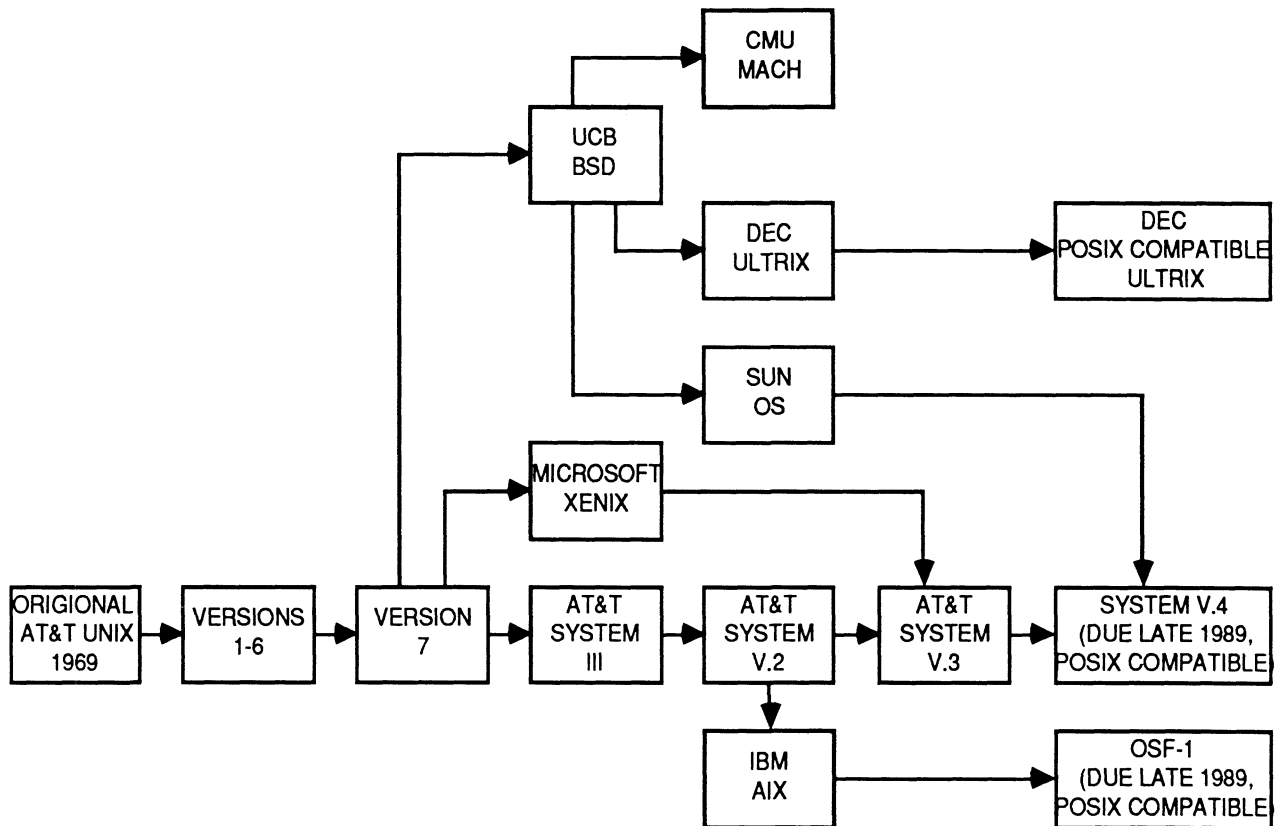 CMU
MACH
UCB
BSD
DEC
ULTRIX
DEC
POSIX COMPATIBLE
ULTRIX
SUN
OS
MICROSOFT
XENIX
ORIGIONAL
AT&T UNIX
1969
VERSIONS
1-6
VERSION
7
AT&T
SYSTEM
III
AT&T
SYSTEM
V.2
AT&T
SYSTEM
V.3
SYSTEM V.4
(DUE LATE 1989,
POSIX COMPATIBLE)
IBM
AIX
OSF-1
(DUE LATE 1989,
POSIX COMPATIBLE)